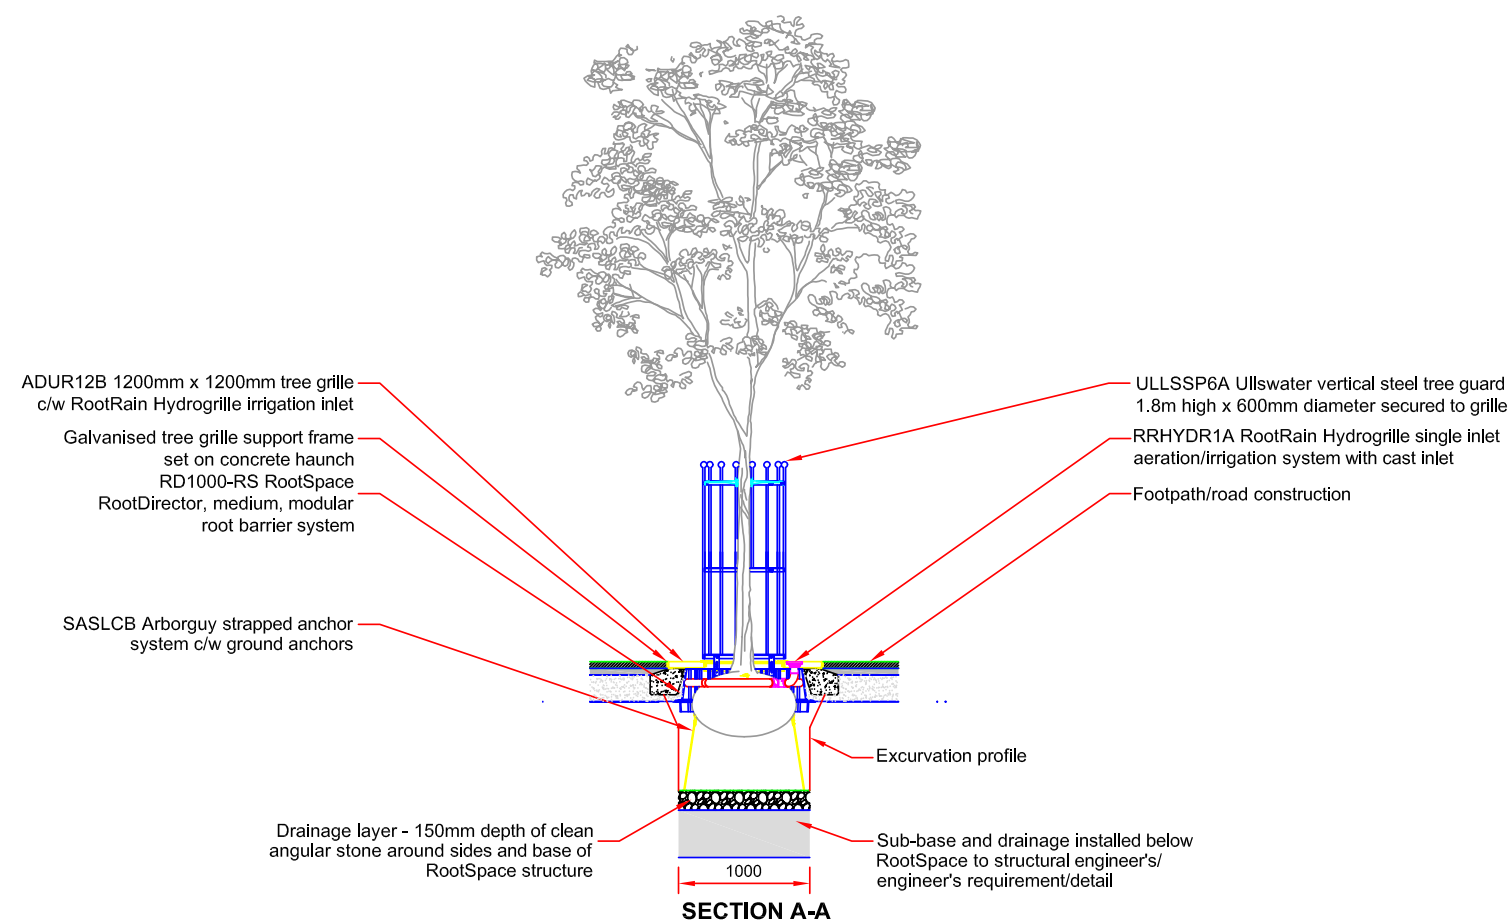 ADUR12B 1200mm x 1200mm tree grille
c/w RootRain Hydrogrille irrigation inlet
Galvanised tree grille support frame
set on concrete haunch
RD1000-RS RootSpace
RootDirector, medium, modular
root barrier system
SASLCB Arborguy strapped anchor
system c/w ground anchors
Drainage layer - 150mm depth of clean
angular stone around sides and base of
RootSpace structure
ULLSSP6A Ullswater vertical steel tree guard
1.8m high x 600mm diameter secured to grille
RRHYDR1A RootRain Hydrogrille single inlet
aeration/irrigation system with cast inlet
Footpath/road construction
Excurvation profile
Sub-base and drainage installed below
RootSpace to structural engineer's/
engineer's requirement/detail
1000
SECTION A-A